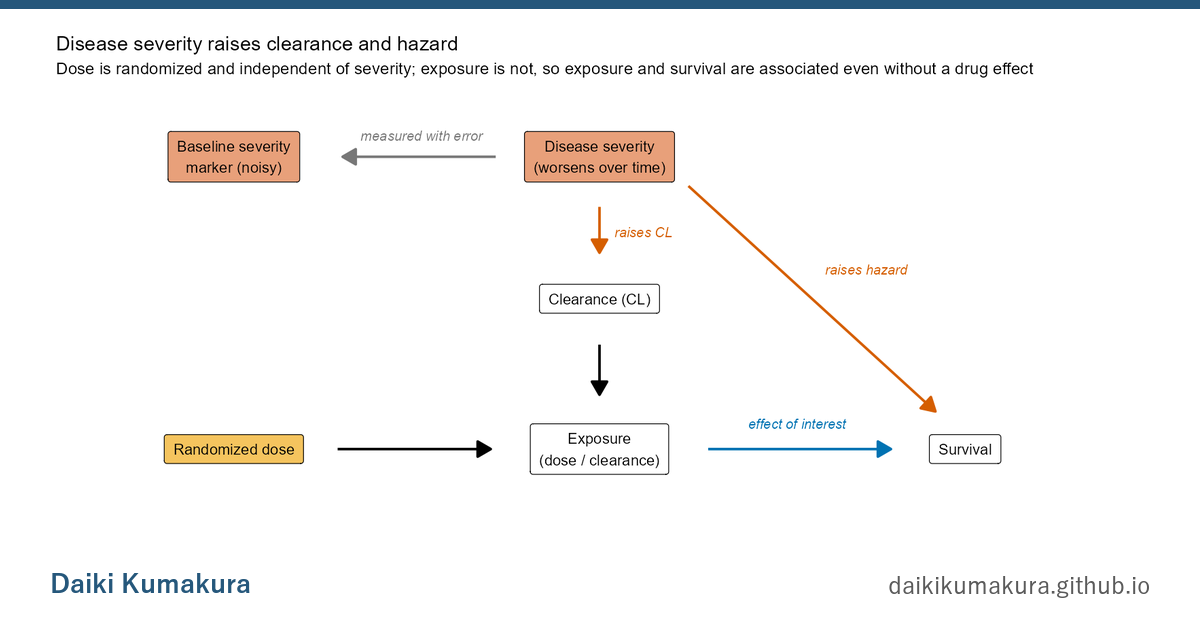 Disease severity raises clearance and hazard
Dose is randomized and independent of severity; exposure is not, so exposure and survival are associated even without a drug effect
Baseline severity
marker (noisy)
measured with error
Disease severity
(worsens over time)
raises CL
raises hazard
Clearance (CL)
Randomized dose
Exposure
(dose / clearance)
effect of interest
Survival
Daiki Kumakura
daikikumakura.github.io